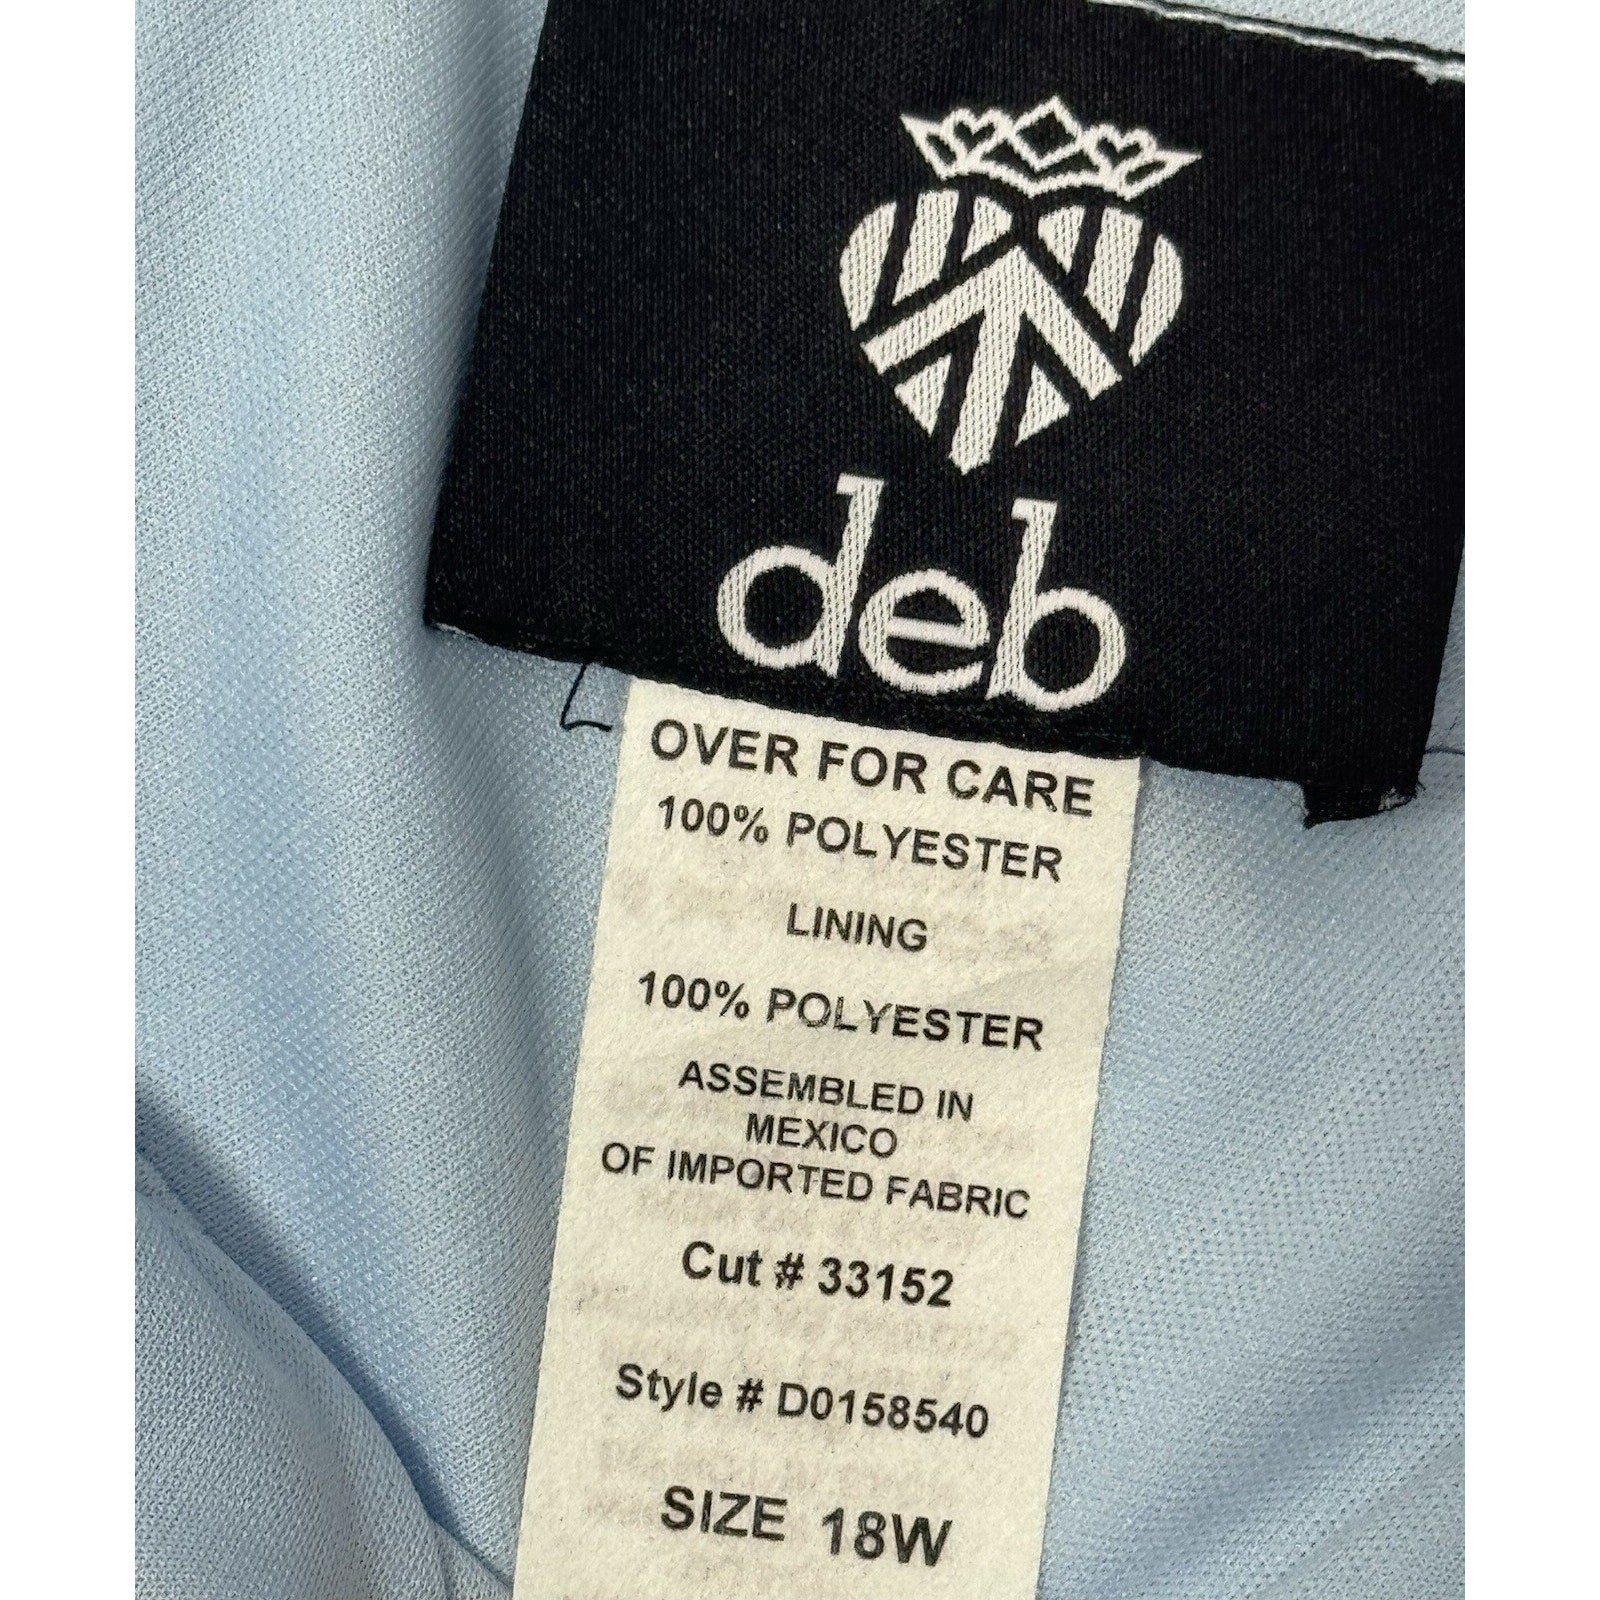 deb
OVER FOR CARE
100% POLYESTER
LINING
100% POLYESTER
ASSEMBLED IN
MEXICO
OF IMPORTED FABRIC
Cut # 33152
Style # D0158540
SIZE 18W